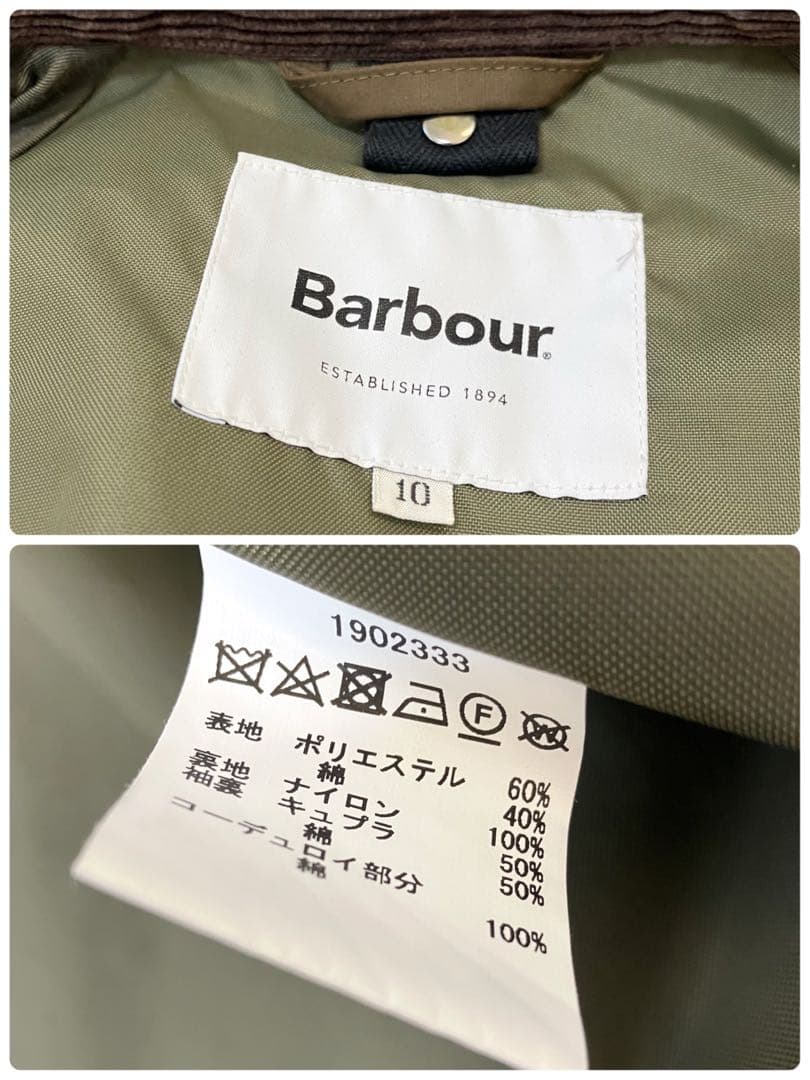 Barbour®
ESTABLISHED 1894
10
1902333
F W
表地 ポリエステル 60%
綿 40%
裏地 ナイロン 100%
袖裏 キュプラ 50%
綿 50%
コーデュロイ部分
綿 100%